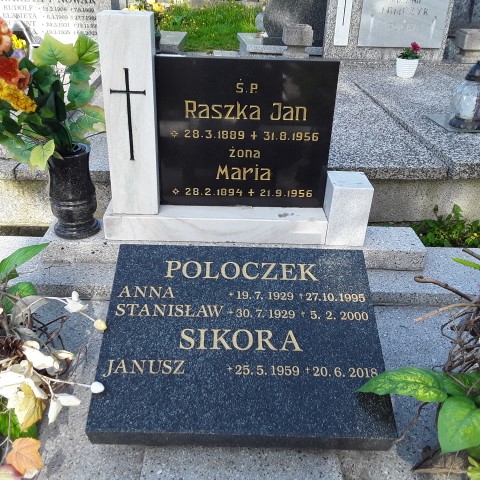 NOWAK
Ś.P.
Raszka Jan
✲ 28.3.1889 + 31.8.1956
żona
Maria
✲ 28.2.1894 + 21.9.1956
POLOCZEK
ANNA +19.7.1929 +27.10.1995
STANISŁAW +30.7.1929 + 5.2.2000
SIKORA
JANUSZ +25.5.1959 +20.6.2018